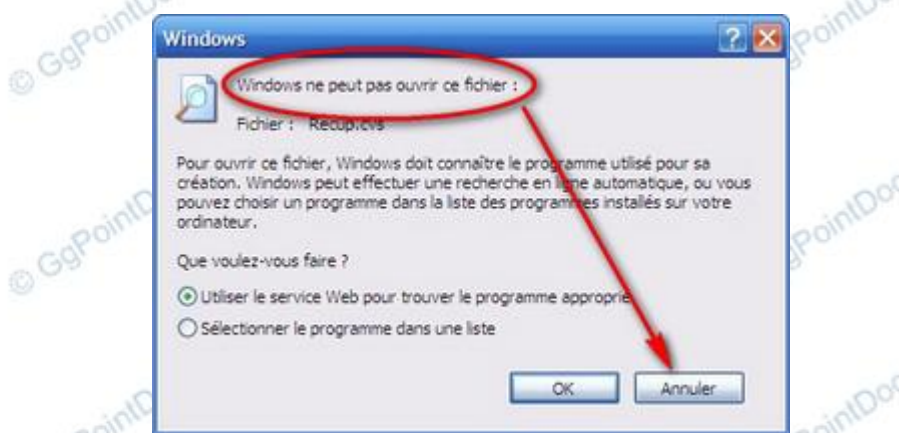 Windows
Windows ne peut pas ouvrir ce fichier :
Fichier : Recup.cvs
Pour ouvrir ce fichier, Windows doit connaître le programme utilisé pour sa
création. Windows peut effectuer une recherche en ligne automatique, ou vous
pouvez choisir un programme dans la liste des programmes installés sur votre
ordinateur.
Que voulez-vous faire ?
Utiliser le service Web pour trouver le programme approprié
Sélectionner le programme dans une liste
OK
Annuler
© GgPointDo
© GgPointD